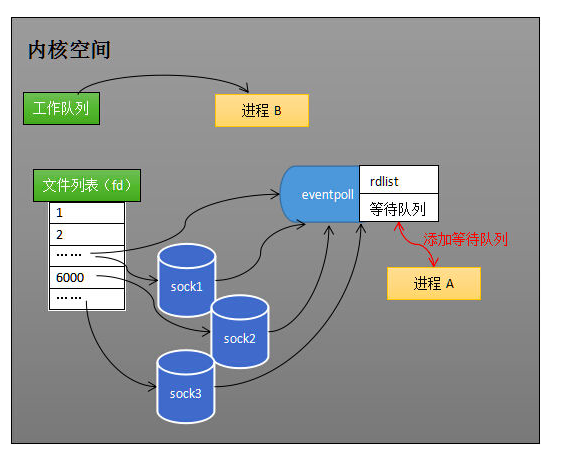 内核空间
工作队列
进程 B
文件列表（fd）
1
2
……
6000
……
eventpoll
rdlist
等待队列
添加等待队列
进程 A
sock1
sock2
sock3